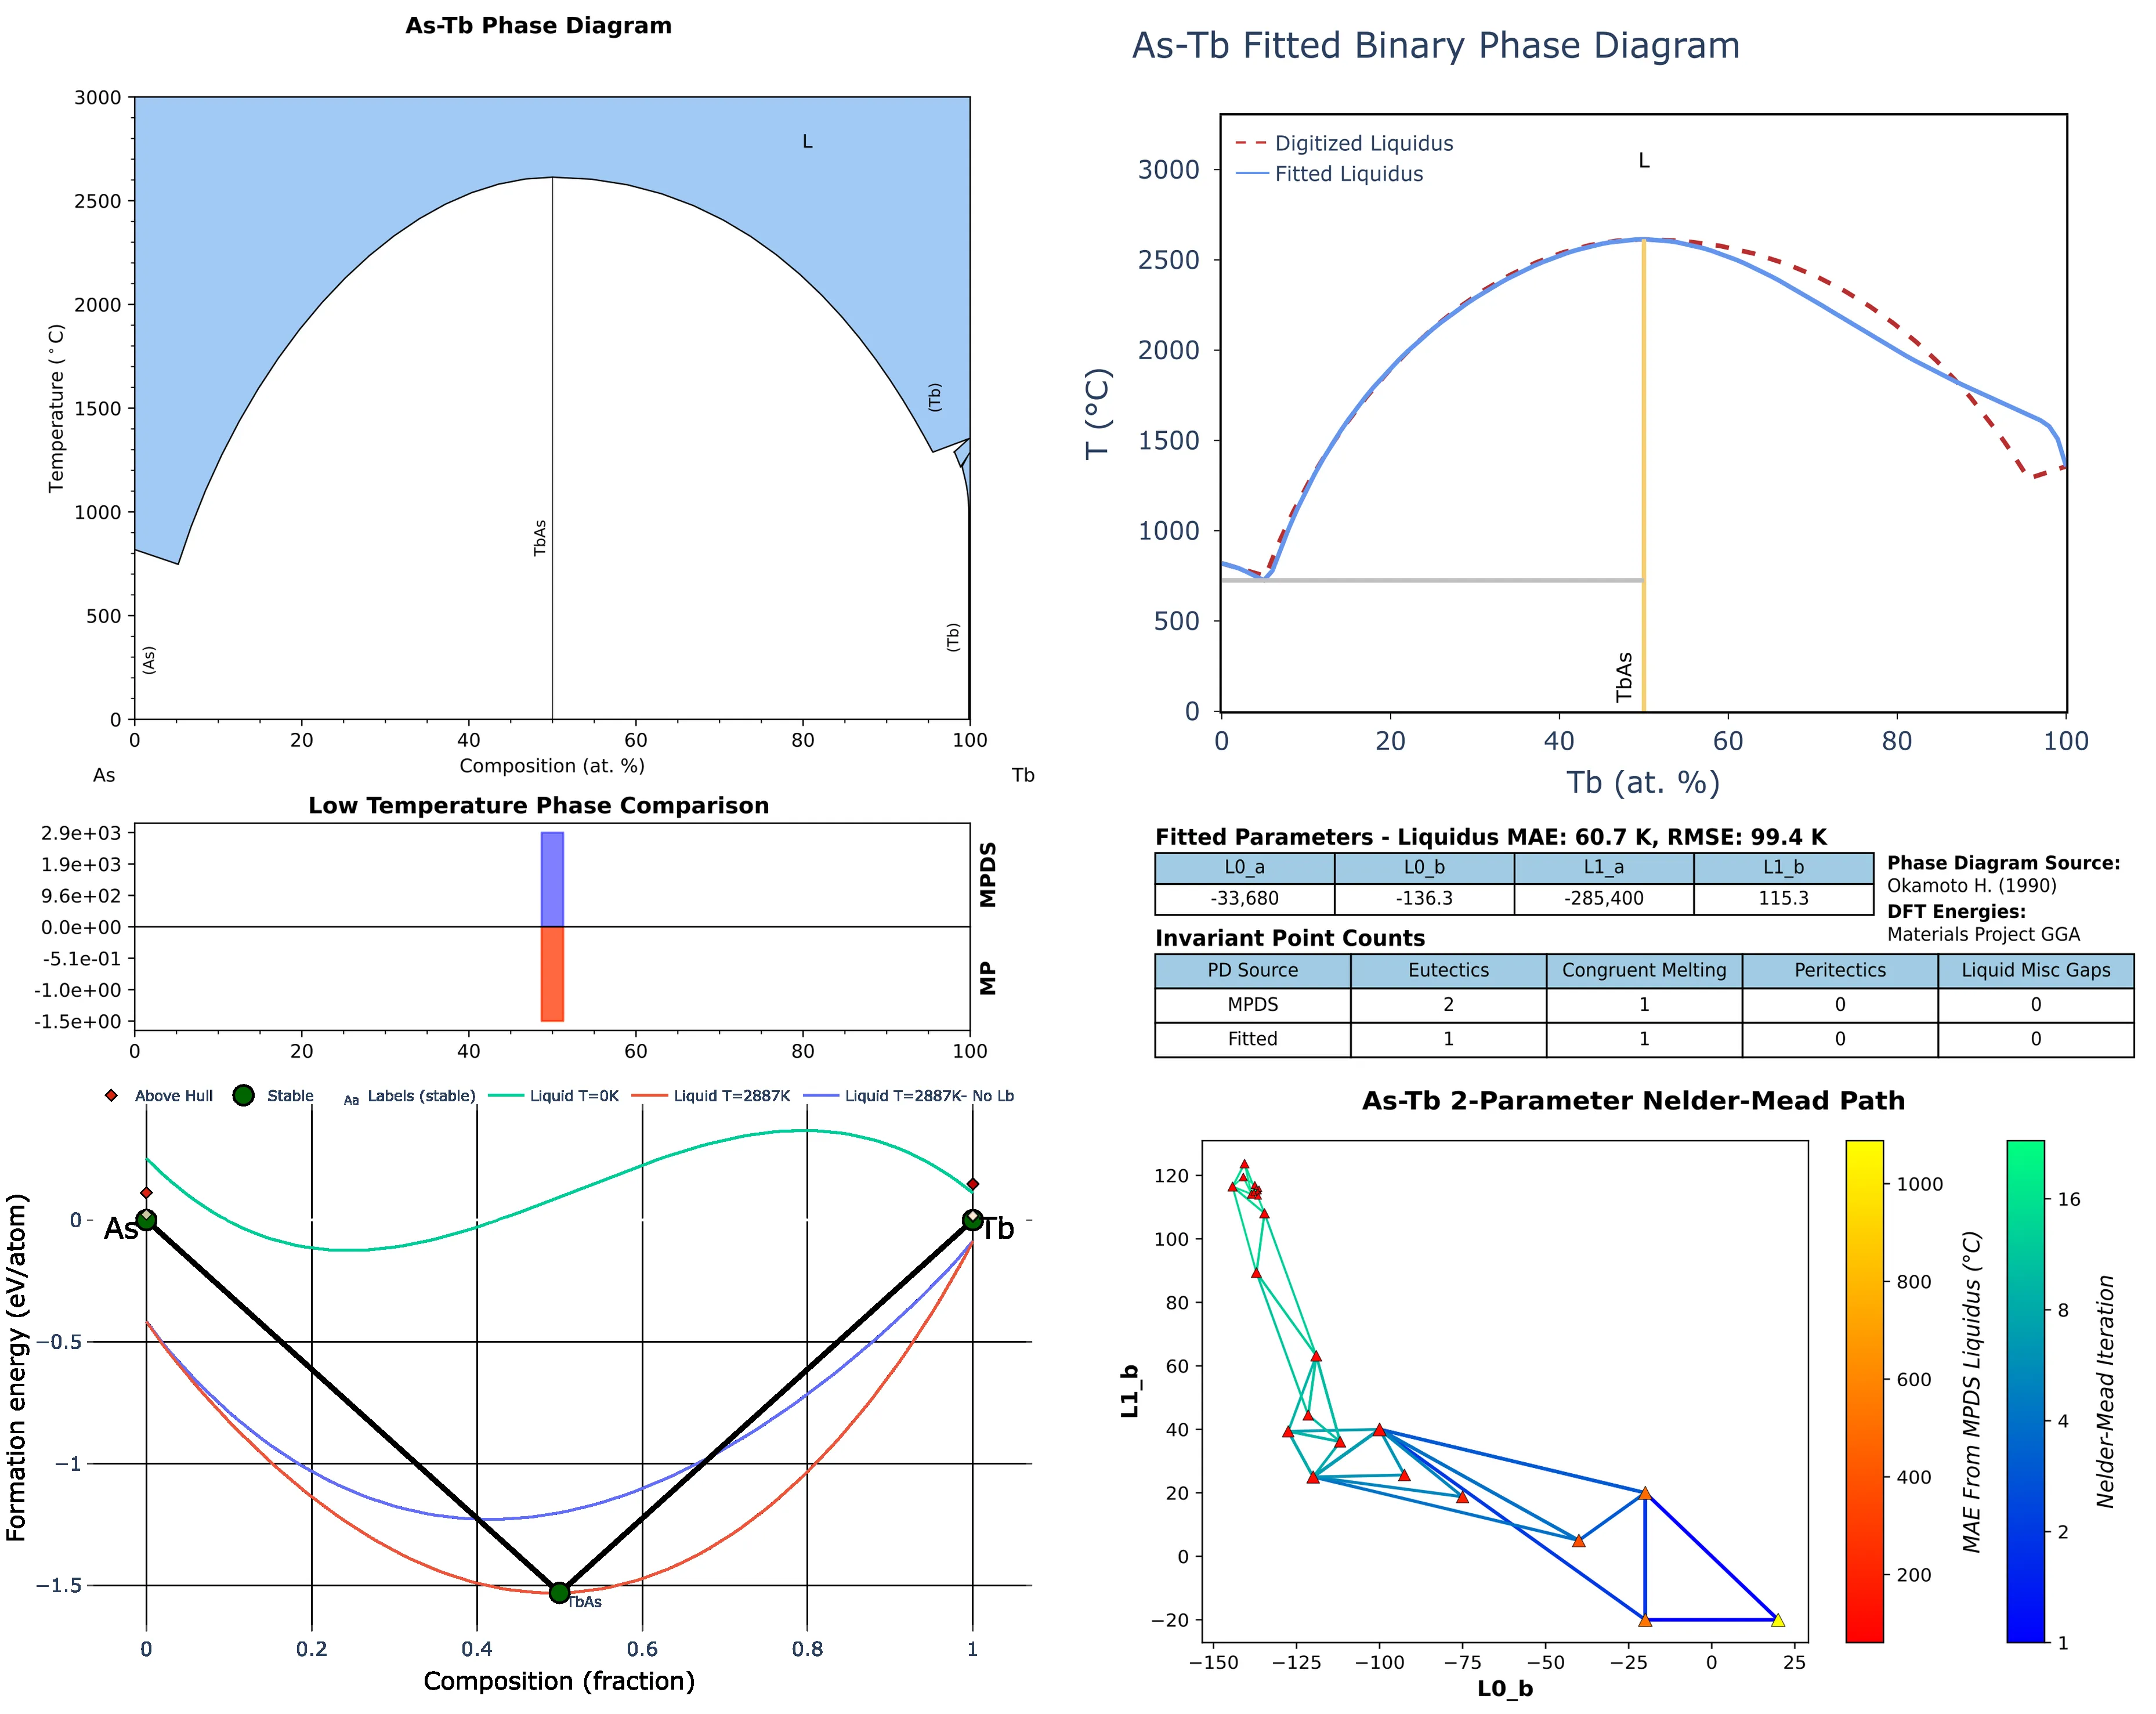 As-Tb Phase Diagram
3000
2500
2000
1500
1000
500
0
Temperature (°C)
L
(Tb)
TbAs
(As)
(Tb)
0 20 40 60 80 100
Composition (at. %)
As
Tb
As-Tb Fitted Binary Phase Diagram
Digitized Liquidus
Fitted Liquidus
L
3000
2500
2000
1500
1000
500
0
T (°C)
TbAs
0 20 40 60 80 100
Tb (at. %)
Low Temperature Phase Comparison
2.9e+03
1.9e+03
9.6e+02
0.0e+00
-5.1e-01
-1.0e+00
-1.5e+00
MPDS
MP
0 20 40 60 80 100
Fitted Parameters - Liquidus MAE: 60.7 K, RMSE: 99.4 K
L0_a L0_b L1_a L1_b
-33,680 -136.3 -285,400 115.3
Phase Diagram Source:
Okamoto H. (1990)
DFT Energies:
Materials Project GGA
Invariant Point Counts
PD Source Eutectics Congruent Melting Peritectics Liquid Misc Gaps
MPDS 2 1 0 0
Fitted 1 1 0 0
Above Hull Stable Aa Labels (stable) Liquid T=0K Liquid T=2887K Liquid T=2887K- No Lb
0
−0.5
−1
−1.5
Formation energy (eV/atom)
As
Tb
TbAs
0 0.2 0.4 0.6 0.8 1
Composition (fraction)
As-Tb 2-Parameter Nelder-Mead Path
120
100
80
60
40
20
0
−20
L1_b
−150 −125 −100 −75 −50 −25 0 25
L0_b
1000
800
600
400
200
MAE From MPDS Liquidus (°C)
16
8
4
2
1
Nelder-Mead Iteration